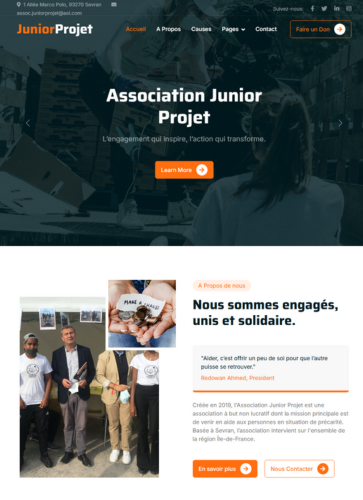 1 Allée Marco Polo, 93270 Sevran
assoc.juniorprojet@aol.com
Suivez-nous:
JuniorProjet
Accueil
A Propos
Causes
Pages
Contact
Faire un Don
Association Junior
Projet
L'engagement qui inspire, l'action qui transforme.
Learn More
MAKE A CHANGE
A Propos de nous
Nous sommes engagés,
unis et solidaire.
"Aider, c'est offrir un peu de soi pour que l'autre
puisse se retrouver."
Redowan Ahmed, President
Créée en 2019, l'Association Junior Projet est une
association à but non lucratif dont la mission principale est
de venir en aide aux personnes en situation de précarité.
Basée à Sevran, l'association intervient sur l'ensemble de
la région Île-de-France.
En savoir plus
Nous Contacter